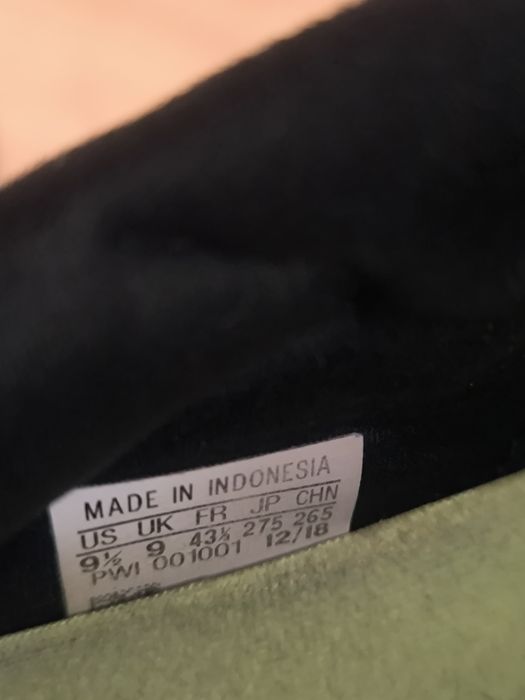 MADE IN INDONESIA
US UK FR JP CHN
9½ 9 43⅓ 275 265
PWI 001001 12/18